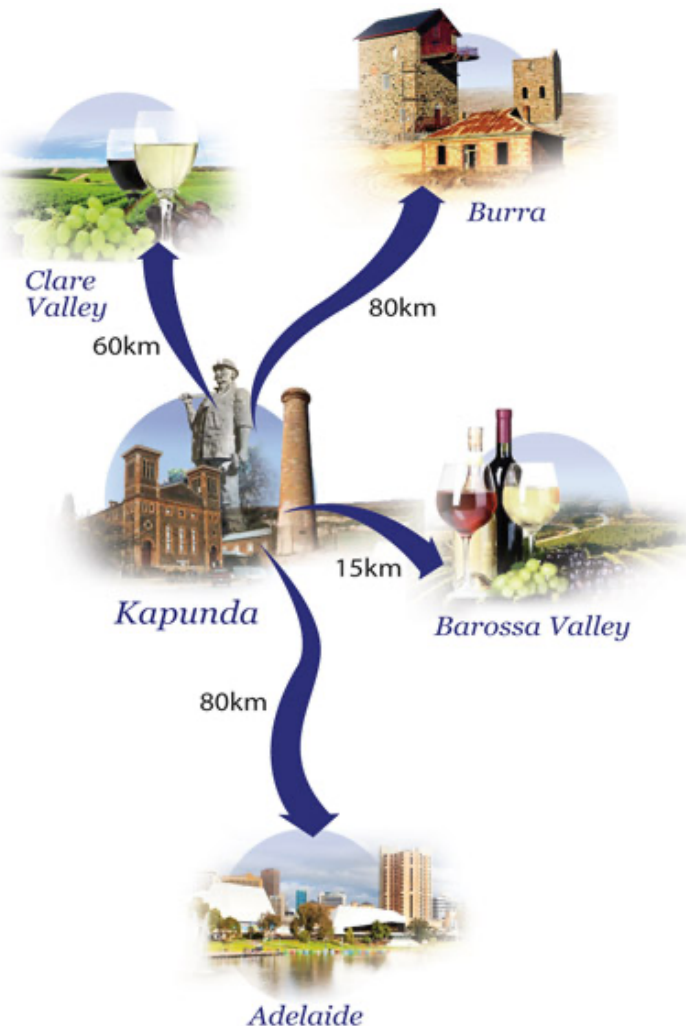 Burra
Clare
Valley
80km
60km
15km
Kapunda
Barossa Valley
80km
Adelaide